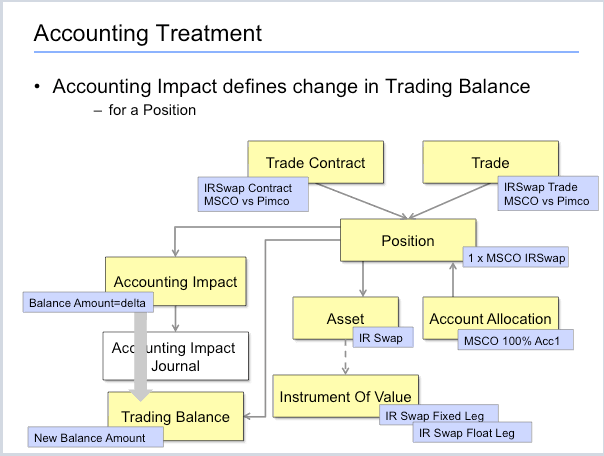 Accounting Treatment
• Accounting Impact defines change in Trading Balance
– for a Position
Trade Contract
IRSwap Contract
MSCO vs Pimco
Trade
IRSwap Trade
MSCO vs Pimco
Position
1 x MSCO IRSwap
Accounting Impact
Balance Amount=delta
Asset
IR Swap
Account Allocation
MSCO 100% Acc1
Accounting Impact
Journal
Instrument Of Value
IR Swap Fixed Leg
IR Swap Float Leg
Trading Balance
New Balance Amount